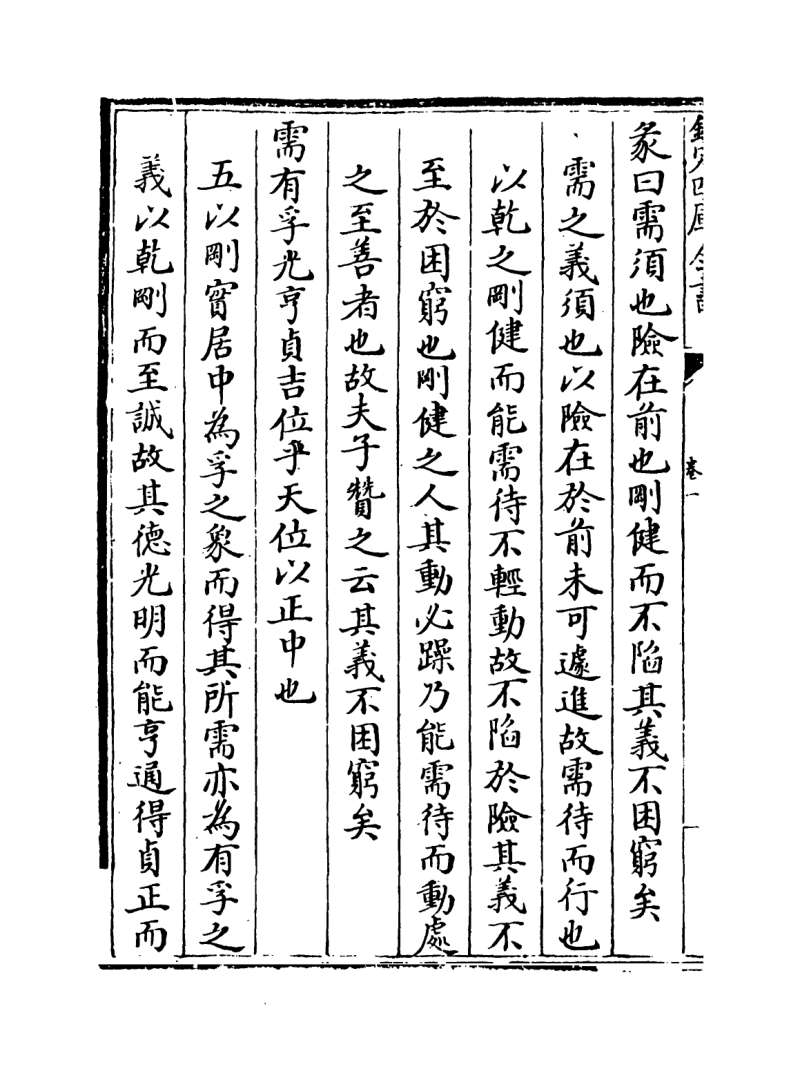 欽定四庫全書
卷一
彖曰需須也險在前也剛健而不陷其義不困窮矣
需之義須也以險在於前未可遽進故需待而行也
以乾之剛健而能需待不輕動故不陷於險其義不
至於困窮也剛健之人其動必躁乃能需待而動處
之至善者也故夫子贊之云其義不困窮矣
需有孚光亨貞吉位乎天位以正中也
五以剛實居中為孚之象而得其所需亦為有孚之
義以乾剛而至誠故其德光明而能亨通得貞正而